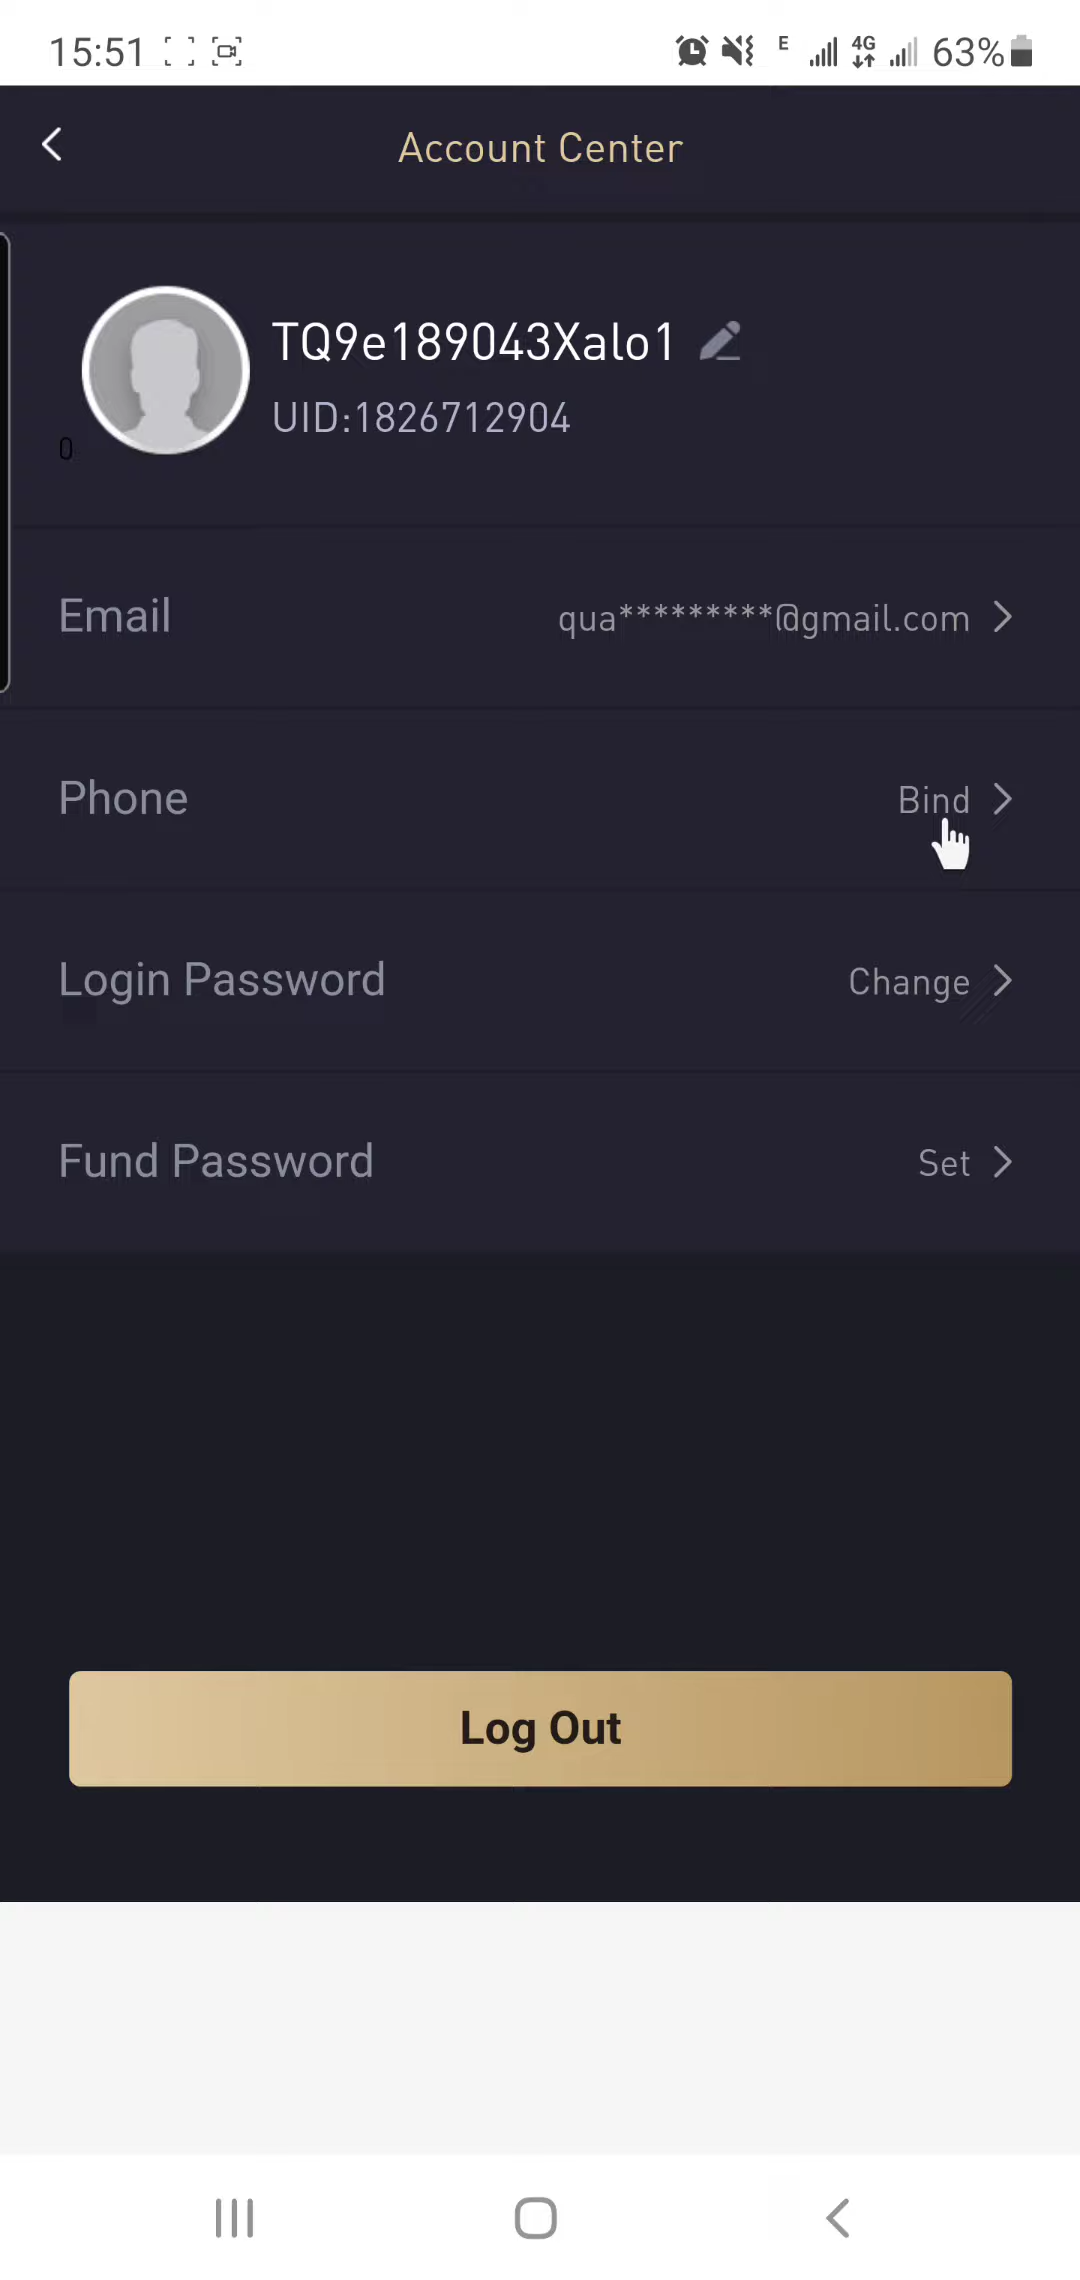 15:51
E 4G 63%
Account Center
TQ9e189043Xalo1
UID:1826712904
0
Email qua*********@gmail.com
Phone Bind
Login Password Change
Fund Password Set
Log Out